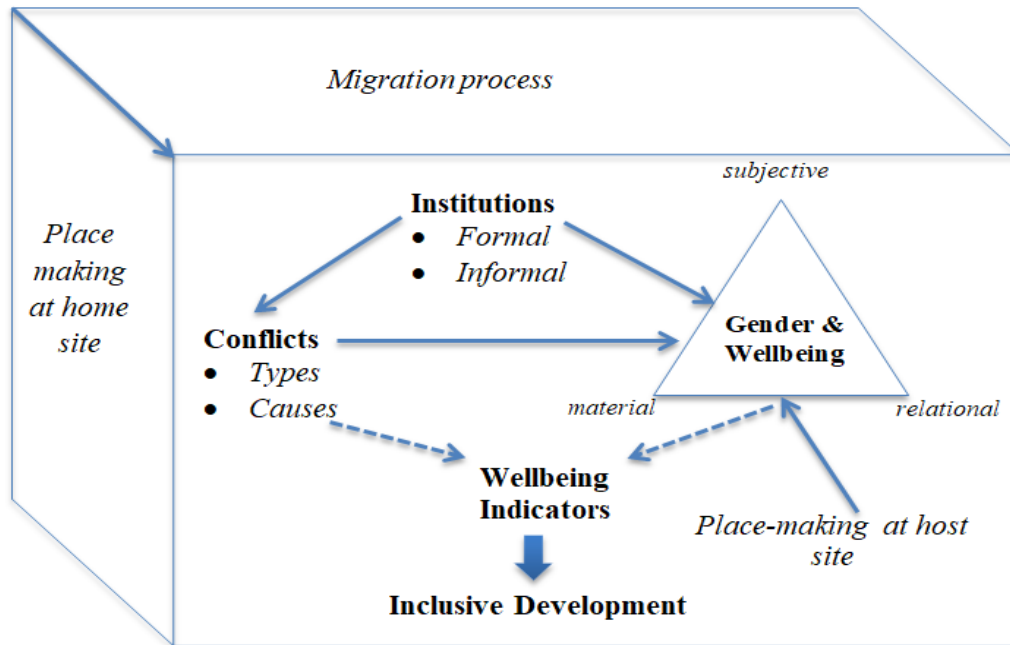 Migration process
Place
making
at home
site
subjective
Institutions
● Formal
● Informal
Conflicts
● Types
● Causes
Gender &
Wellbeing
material
relational
Wellbeing
Indicators
Place-making at host
site
Inclusive Development